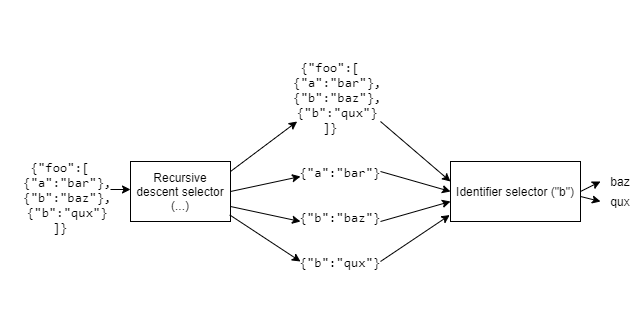 {"foo":[
{"a":"bar"},
{"b":"baz"},
{"b":"qux"}
]}
{"foo":[
{"a":"bar"},
{"b":"baz"},
{"b":"qux"}
]}
Recursive
descent selector
(...)
{"a":"bar"}
{"b":"baz"}
{"b":"qux"}
Identifier selector ("b")
baz
qux